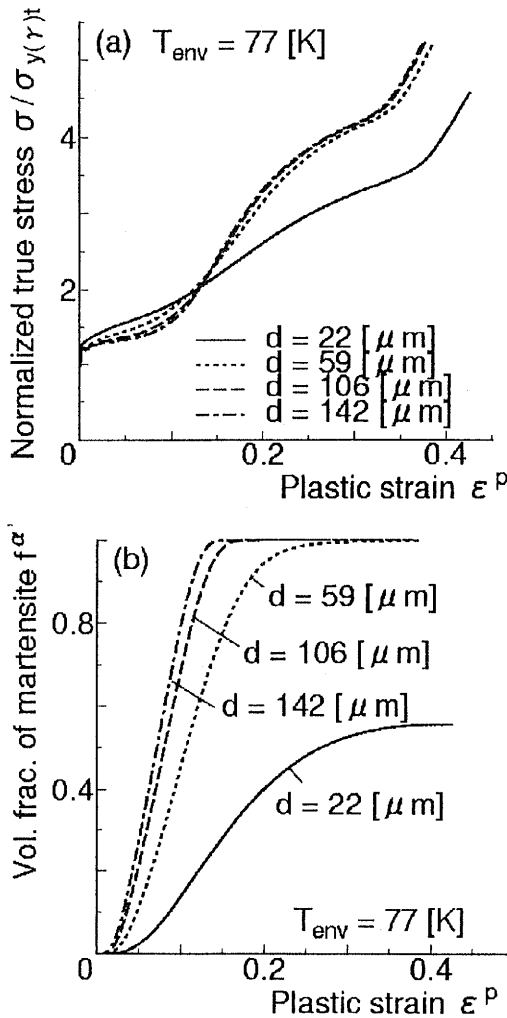 (a) T_env = 77 [K]
Normalized true stress σ/σ_y(γ)t
4
2
0
0.2
0.4
d = 22 [μm]
d = 59 [μm]
d = 106 [μm]
d = 142 [μm]
Plastic strain ε^p
(b)
Vol. frac. of martensite f^α'
0.8
0.4
0
0.2
0.4
d = 59 [μm]
d = 106 [μm]
d = 142 [μm]
d = 22 [μm]
T_env = 77 [K]
Plastic strain ε^p